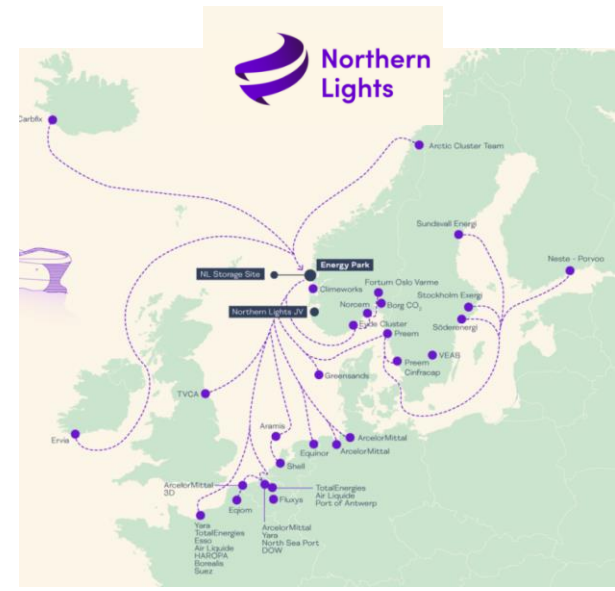 Northern
Lights
Carbfix
Arctic Cluster Team
Sundsvall Energi
Neste - Porvoo
Energy Park
NL Storage Site
Climeworks
Fortum Oslo Varme
Stockholm Exergi
Norcem
Borg CO₂
Northern Lights JV
Eyde Cluster
Söderenergi
Preem
VEAS
Preem
Cinfracap
Greensands
TVCA
Aramis
ArcelorMittal
Ervia
Equinor
ArcelorMittal
Shell
ArcelorMittal
3D
TotalEnergies
Air Liquide
Port of Antwerp
Eqiom
Fluxys
Yara
TotalEnergies
Esso
Air Liquide
HAROPA
Borealis
Suez
ArcelorMittal
Yara
North Sea Port
DOW